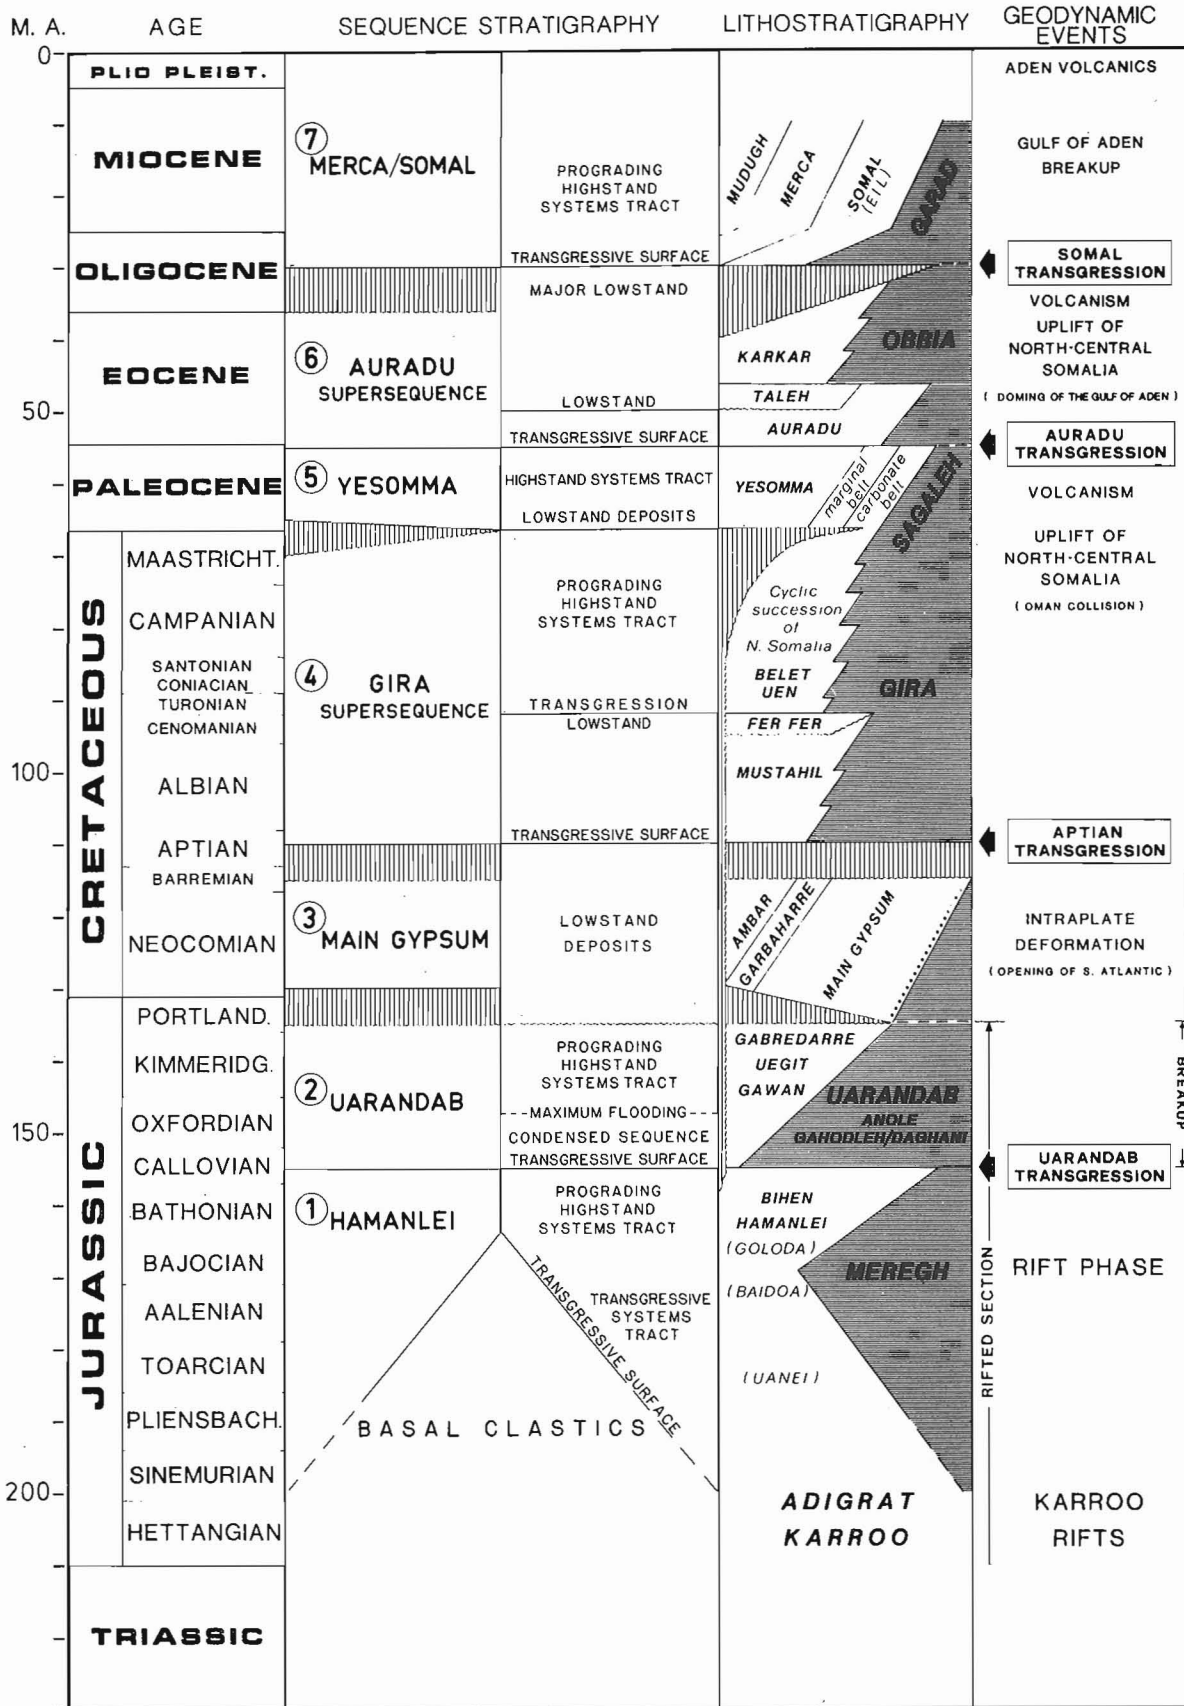 M. A.
AGE
SEQUENCE STRATIGRAPHY
LITHOSTRATIGRAPHY
GEODYNAMIC
EVENTS
0
50
100
150
200
PLIO PLEIST.
MIOCENE
OLIGOCENE
EOCENE
PALEOCENE
CRETACEOUS
MAASTRICHT.
CAMPANIAN
SANTONIAN
CONIACIAN
TURONIAN
CENOMANIAN
ALBIAN
APTIAN
BARREMIAN
NEOCOMIAN
JURASSIC
PORTLAND.
KIMMERIDG.
OXFORDIAN
CALLOVIAN
BATHONIAN
BAJOCIAN
AALENIAN
TOARCIAN
PLIENSBACH.
SINEMURIAN
HETTANGIAN
TRIASSIC
7
MERCA/SOMAL
6 AURADU
SUPERSEQUENCE
5 YESOMMA
4 GIRA
SUPERSEQUENCE
3
MAIN GYPSUM
2 UARANDAB
1 HAMANLEI
BASAL CLASTICS
PROGRADING
HIGHSTAND
SYSTEMS TRACT
TRANSGRESSIVE SURFACE
MAJOR LOWSTAND
LOWSTAND
TRANSGRESSIVE SURFACE
HIGHSTAND SYSTEMS TRACT
LOWSTAND DEPOSITS
PROGRADING
HIGHSTAND
SYSTEMS TRACT
TRANSGRESSION
LOWSTAND
TRANSGRESSIVE SURFACE
LOWSTAND
DEPOSITS
PROGRADING
HIGHSTAND
SYSTEMS TRACT
MAXIMUM FLOODING
CONDENSED SEQUENCE
TRANSGRESSIVE SURFACE
PROGRADING
HIGHSTAND
SYSTEMS TRACT
TRANSGRESSIVE SURFACE
TRANSGRESSIVE
SYSTEMS
TRACT
MUDUGH
MERCA
SOMAL
(EIL)
GARAD
OBBIA
KARKAR
TALEH
AURADU
YESOMMA
marginal
belt
carbonate
belt
SAGALEH
Cyclic
succession
of
N. Somalia
BELET
UEN
GIRA
FER FER
MUSTAHIL
AMBAR
GARBAHARRE
MAIN GYPSUM
GABREDARRE
UEGIT
GAWAN
UARANDAB
ANOLE
GAHODLEH/DAGHANI
BIHEN
HAMANLEI
(GOLODA)
MEREGH
(BAIDOA)
(UANEI)
ADIGRAT
KARROO
ADEN VOLCANICS
GULF OF ADEN
BREAKUP
SOMAL
TRANSGRESSION
VOLCANISM
UPLIFT OF
NORTH-CENTRAL
SOMALIA
( DOMING OF THE GULF OF ADEN )
AURADU
TRANSGRESSION
VOLCANISM
UPLIFT OF
NORTH-CENTRAL
SOMALIA
( OMAN COLLISION )
APTIAN
TRANSGRESSION
INTRAPLATE
DEFORMATION
(OPENING OF S. ATLANTIC )
BREAKUP
UARANDAB
TRANSGRESSION
RIFTED SECTION
RIFT PHASE
KARROO
RIFTS